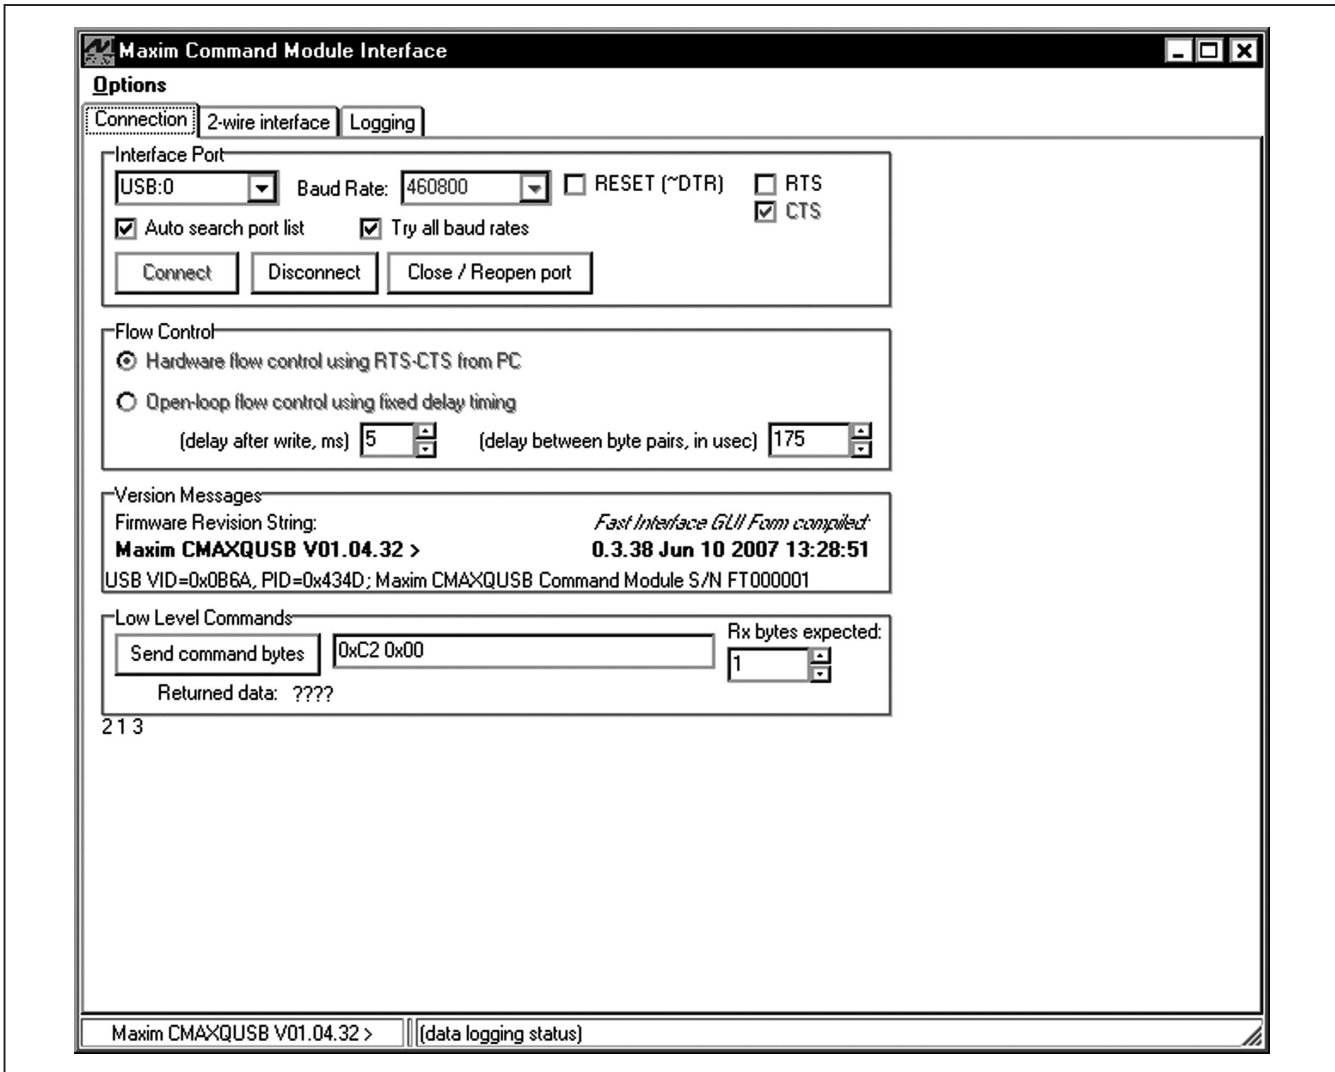 Maxim Command Module Interface
Options
Connection 2-wire interface Logging
Interface Port
USB:0 Baud Rate: 460800 RESET (~DTR) RTS
CTS
Auto search port list Try all baud rates
Connect Disconnect Close / Reopen port
Flow Control
Hardware flow control using RTS-CTS from PC
Open-loop flow control using fixed delay timing
(delay after write, ms) 5 (delay between byte pairs, in usec) 175
Version Messages
Firmware Revision String: Fast Interface GUI Form compiled:
Maxim CMAXQUSB V01.04.32 > 0.3.38 Jun 10 2007 13:28:51
USB VID=0x0B6A, PID=0x434D; Maxim CMAXQUSB Command Module S/N FT000001
Low Level Commands
Rx bytes expected:
Send command bytes 0xC2 0x00 1
Returned data: ????
2 1 3
Maxim CMAXQUSB V01.04.32 > (data logging status)